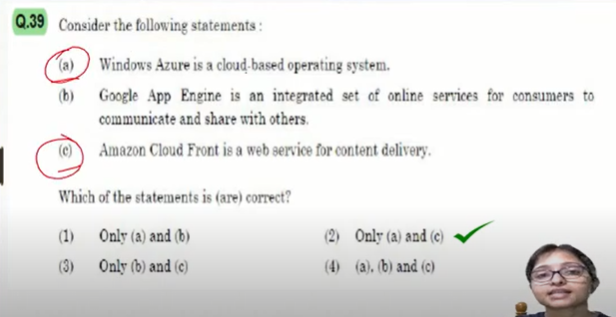 Q.39 Consider the following statements :
(a) Windows Azure is a cloud-based operating system.
(b) Google App Engine is an integrated set of online services for consumers to
communicate and share with others.
(c) Amazon Cloud Front is a web service for content delivery.
Which of the statements is (are) correct?
(1) Only (a) and (b) (2) Only (a) and (c)
(3) Only (b) and (c) (4) (a), (b) and (c)